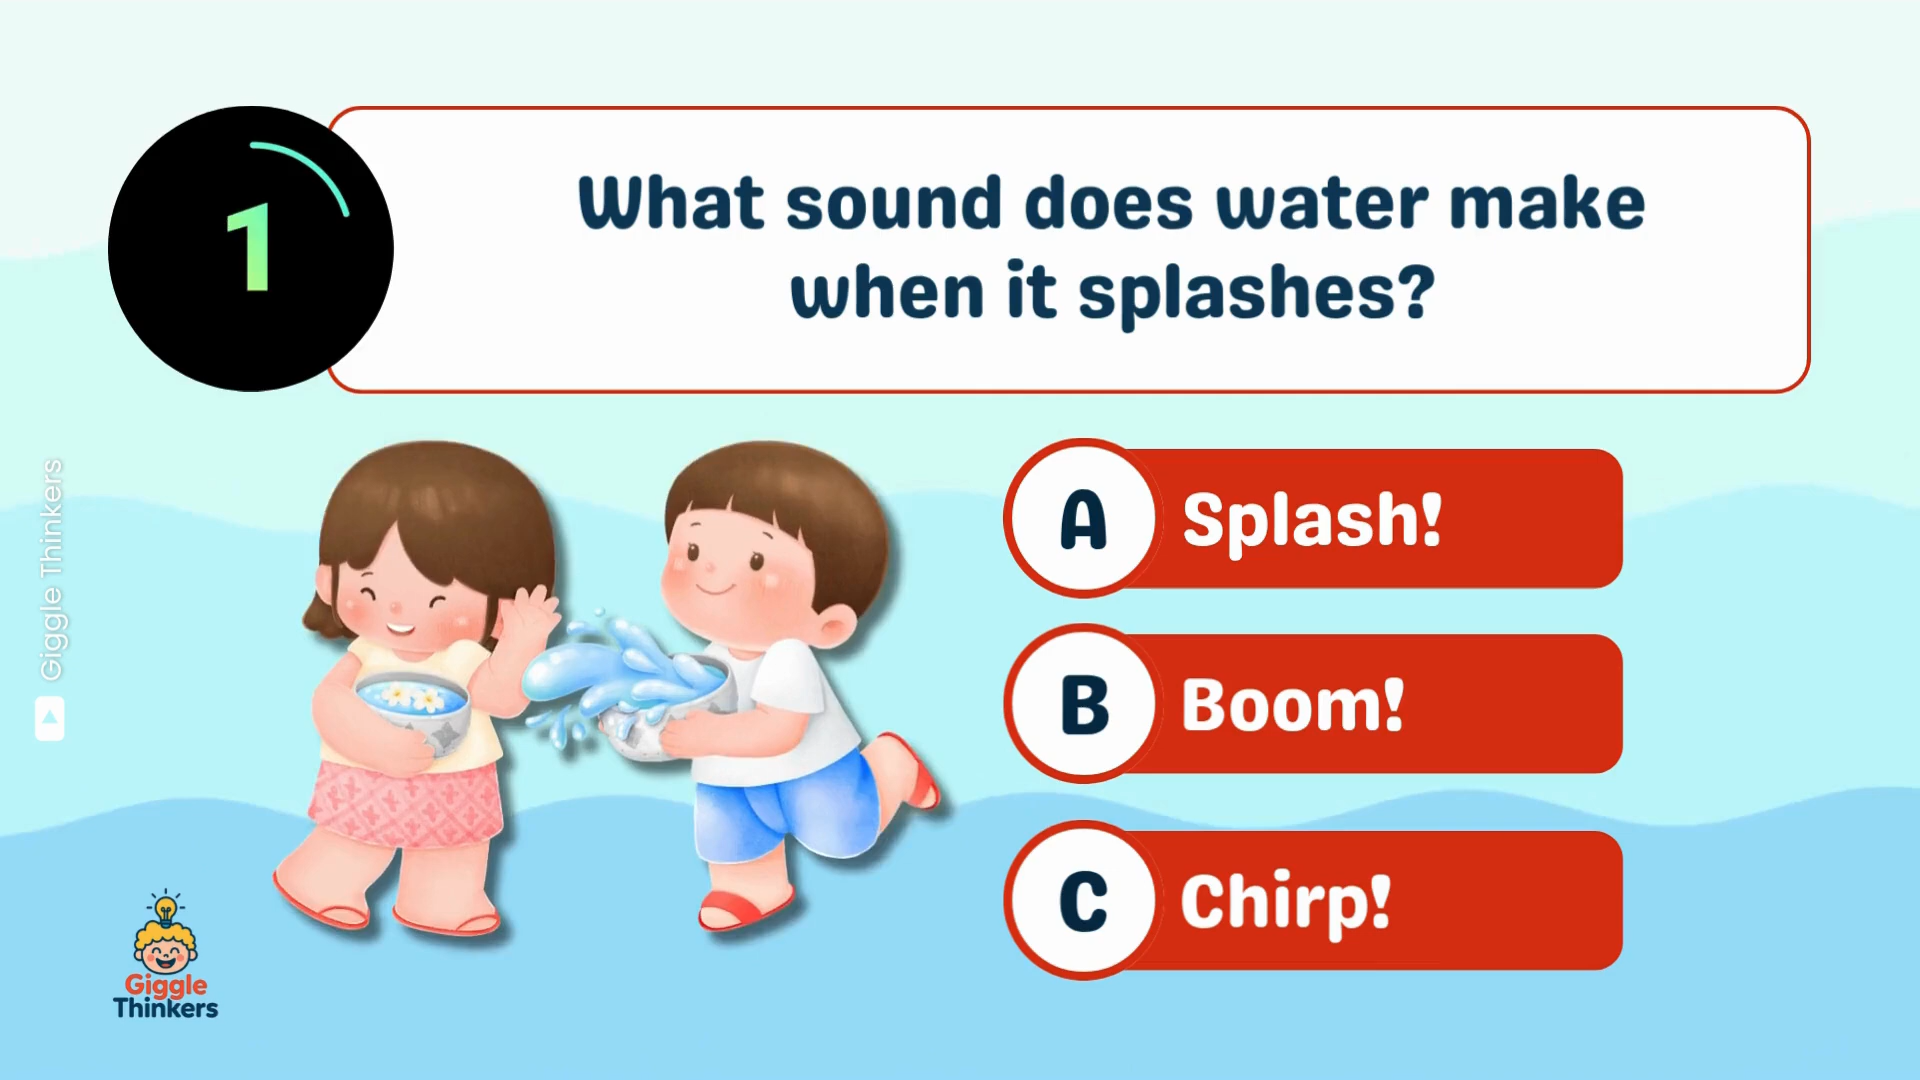 1
What sound does water make
when it splashes?
A Splash!
B Boom!
C Chirp!
Giggle Thinkers
Giggle
Thinkers